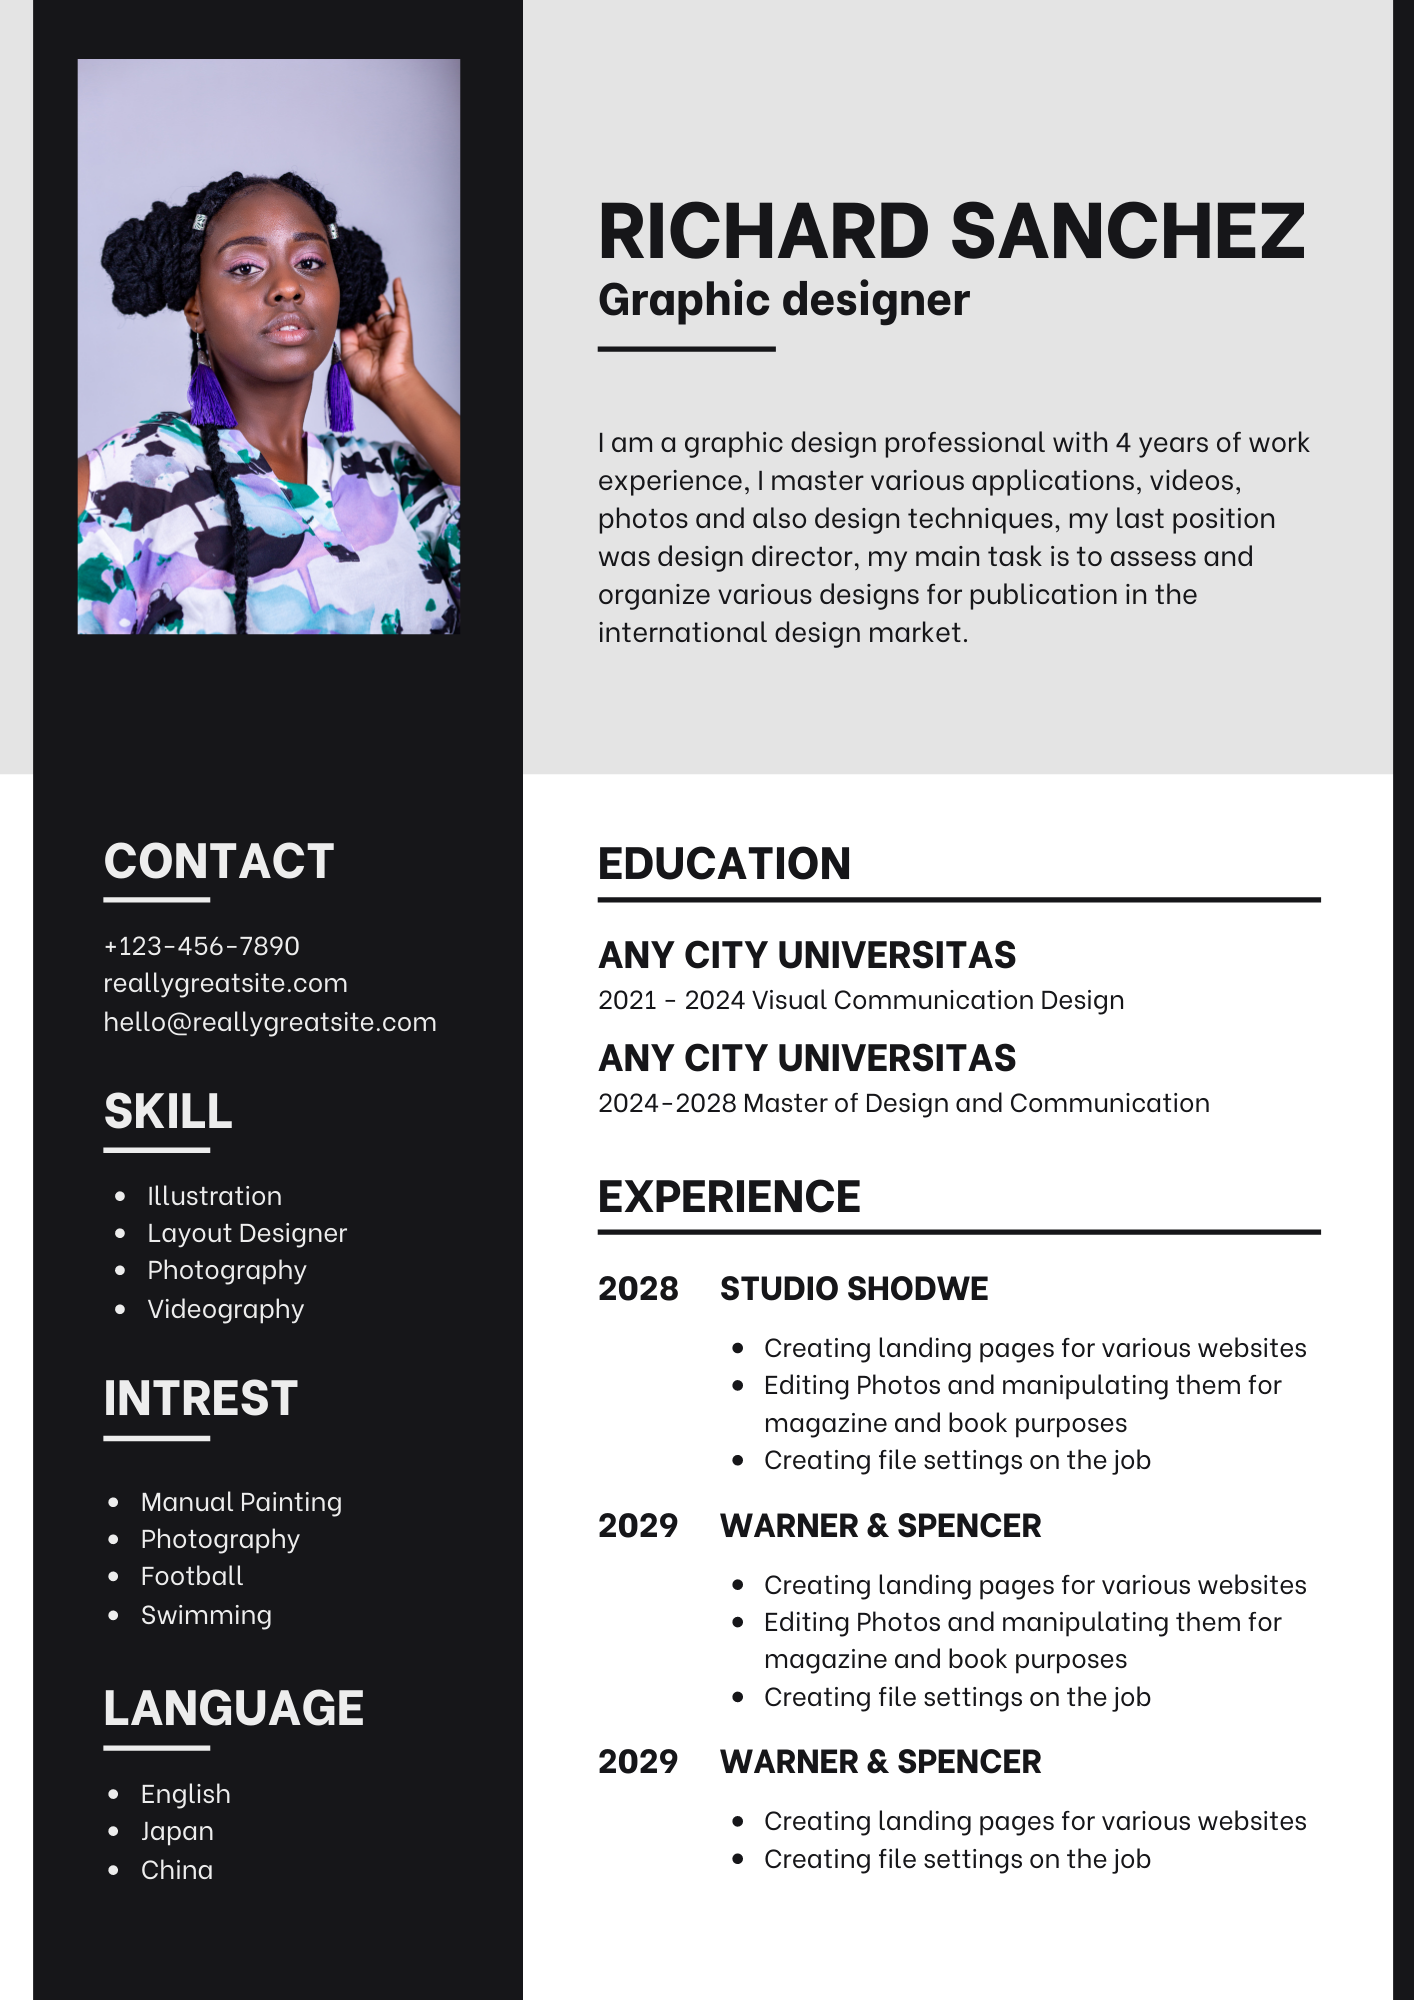 RICHARD SANCHEZ
Graphic designer
I am a graphic design professional with 4 years of work
experience, I master various applications, videos,
photos and also design techniques, my last position
was design director, my main task is to assess and
organize various designs for publication in the
international design market.
CONTACT
+123-456-7890
reallygreatsite.com
hello@reallygreatsite.com
SKILL
• Illustration
• Layout Designer
• Photography
• Videography
INTREST
• Manual Painting
• Photography
• Football
• Swimming
LANGUAGE
• English
• Japan
• China
EDUCATION
ANY CITY UNIVERSITAS
2021 - 2024 Visual Communication Design
ANY CITY UNIVERSITAS
2024-2028 Master of Design and Communication
EXPERIENCE
2028 STUDIO SHODWE
• Creating landing pages for various websites
• Editing Photos and manipulating them for
magazine and book purposes
• Creating file settings on the job
2029 WARNER & SPENCER
• Creating landing pages for various websites
• Editing Photos and manipulating them for
magazine and book purposes
• Creating file settings on the job
2029 WARNER & SPENCER
• Creating landing pages for various websites
• Creating file settings on the job